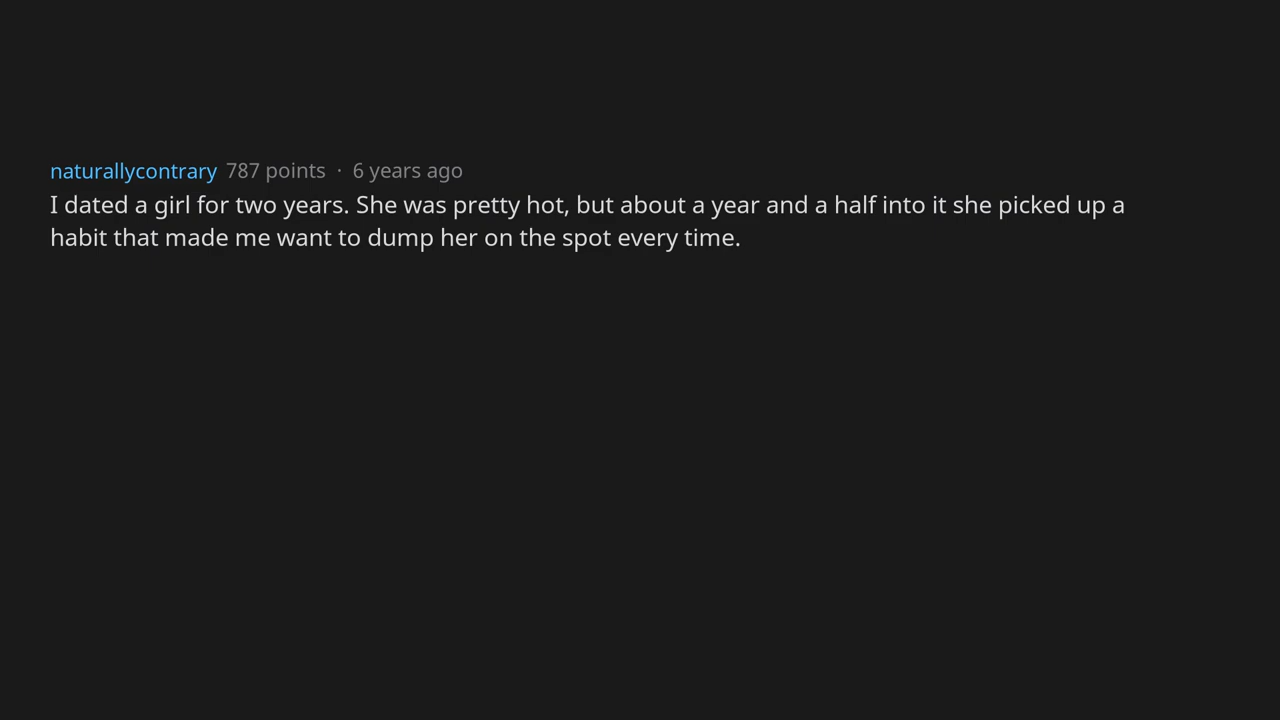 naturallycontrary 787 points · 6 years ago
I dated a girl for two years. She was pretty hot, but about a year and a half into it she picked up a
habit that made me want to dump her on the spot every time.